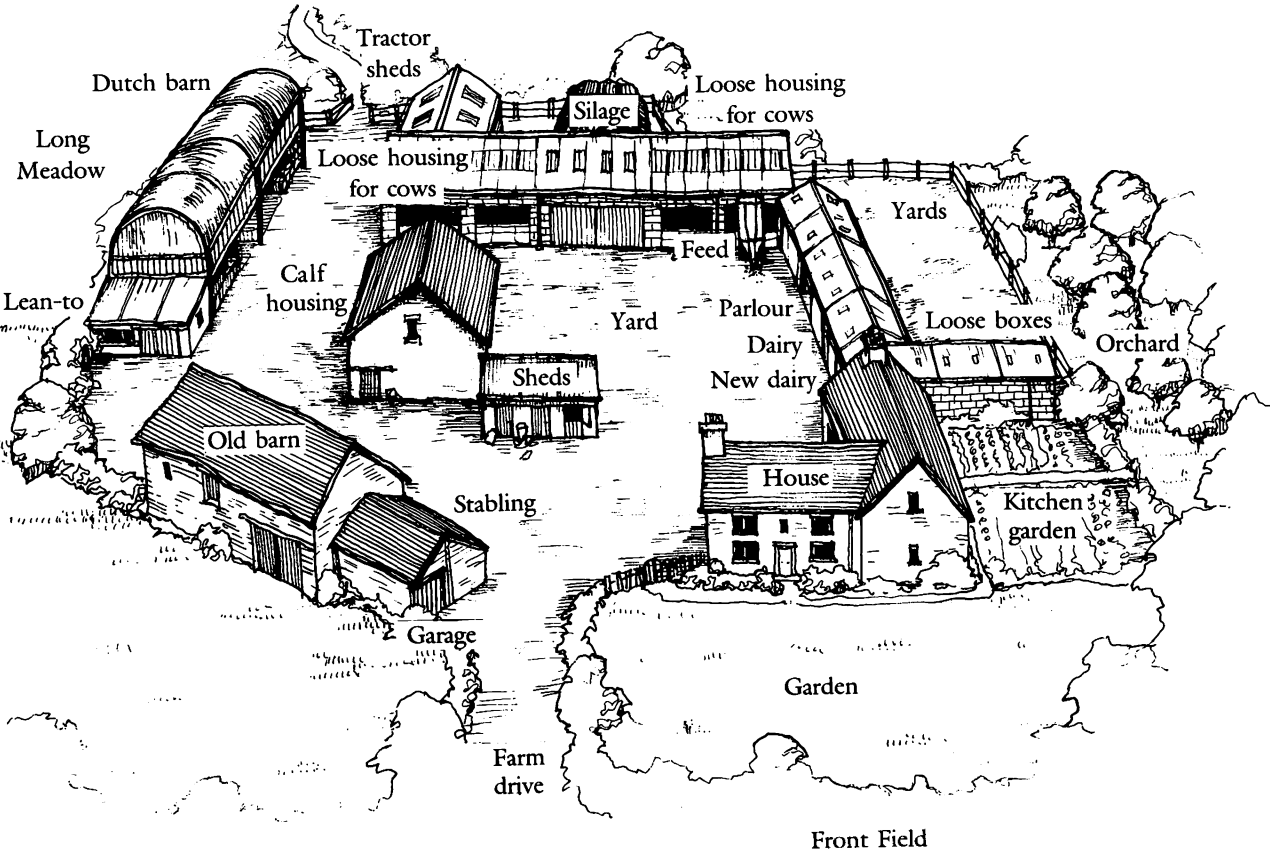 Tractor
sheds
Dutch barn
Silage
Loose housing
for cows
Long
Meadow
Loose housing
for cows
Yards
Feed
Calf
housing
Lean-to
Parlour
Yard
Loose boxes
Dairy
Orchard
New dairy
Sheds
Old barn
House
Stabling
Kitchen
garden
Garage
Garden
Farm
drive
Front Field